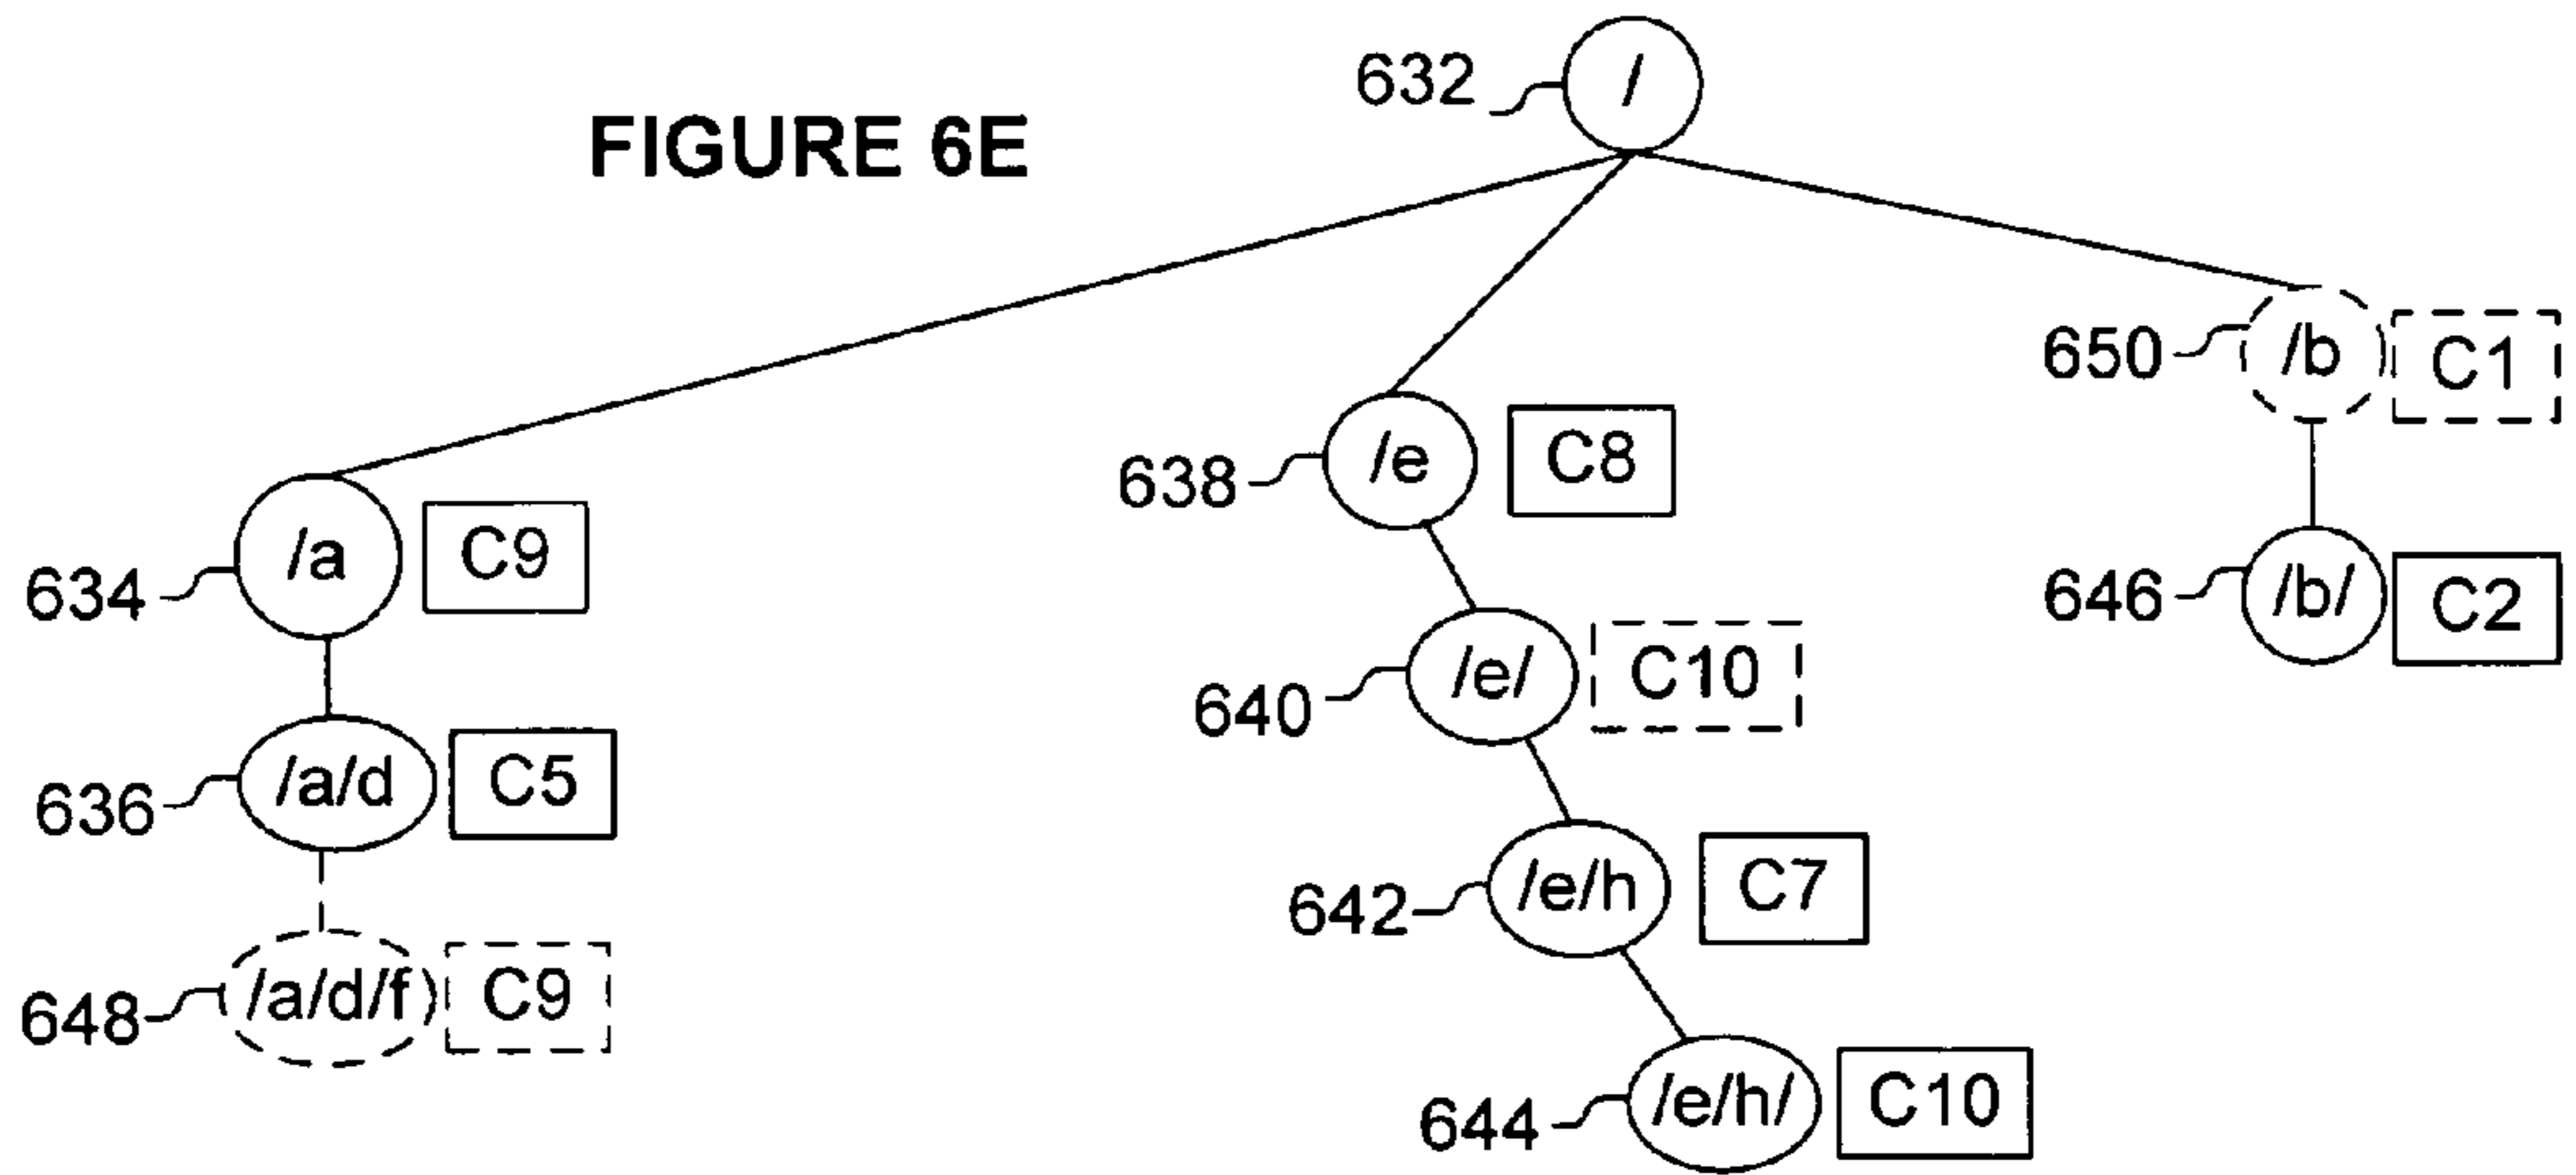 632 /
FIGURE 6E
650 /b C1
638 /e C8
634 /a C9
646 /b/ C2
640 /e/ C10
636 /a/d C5
642 /e/h C7
648 /a/d/f C9
644 /e/h/ C10